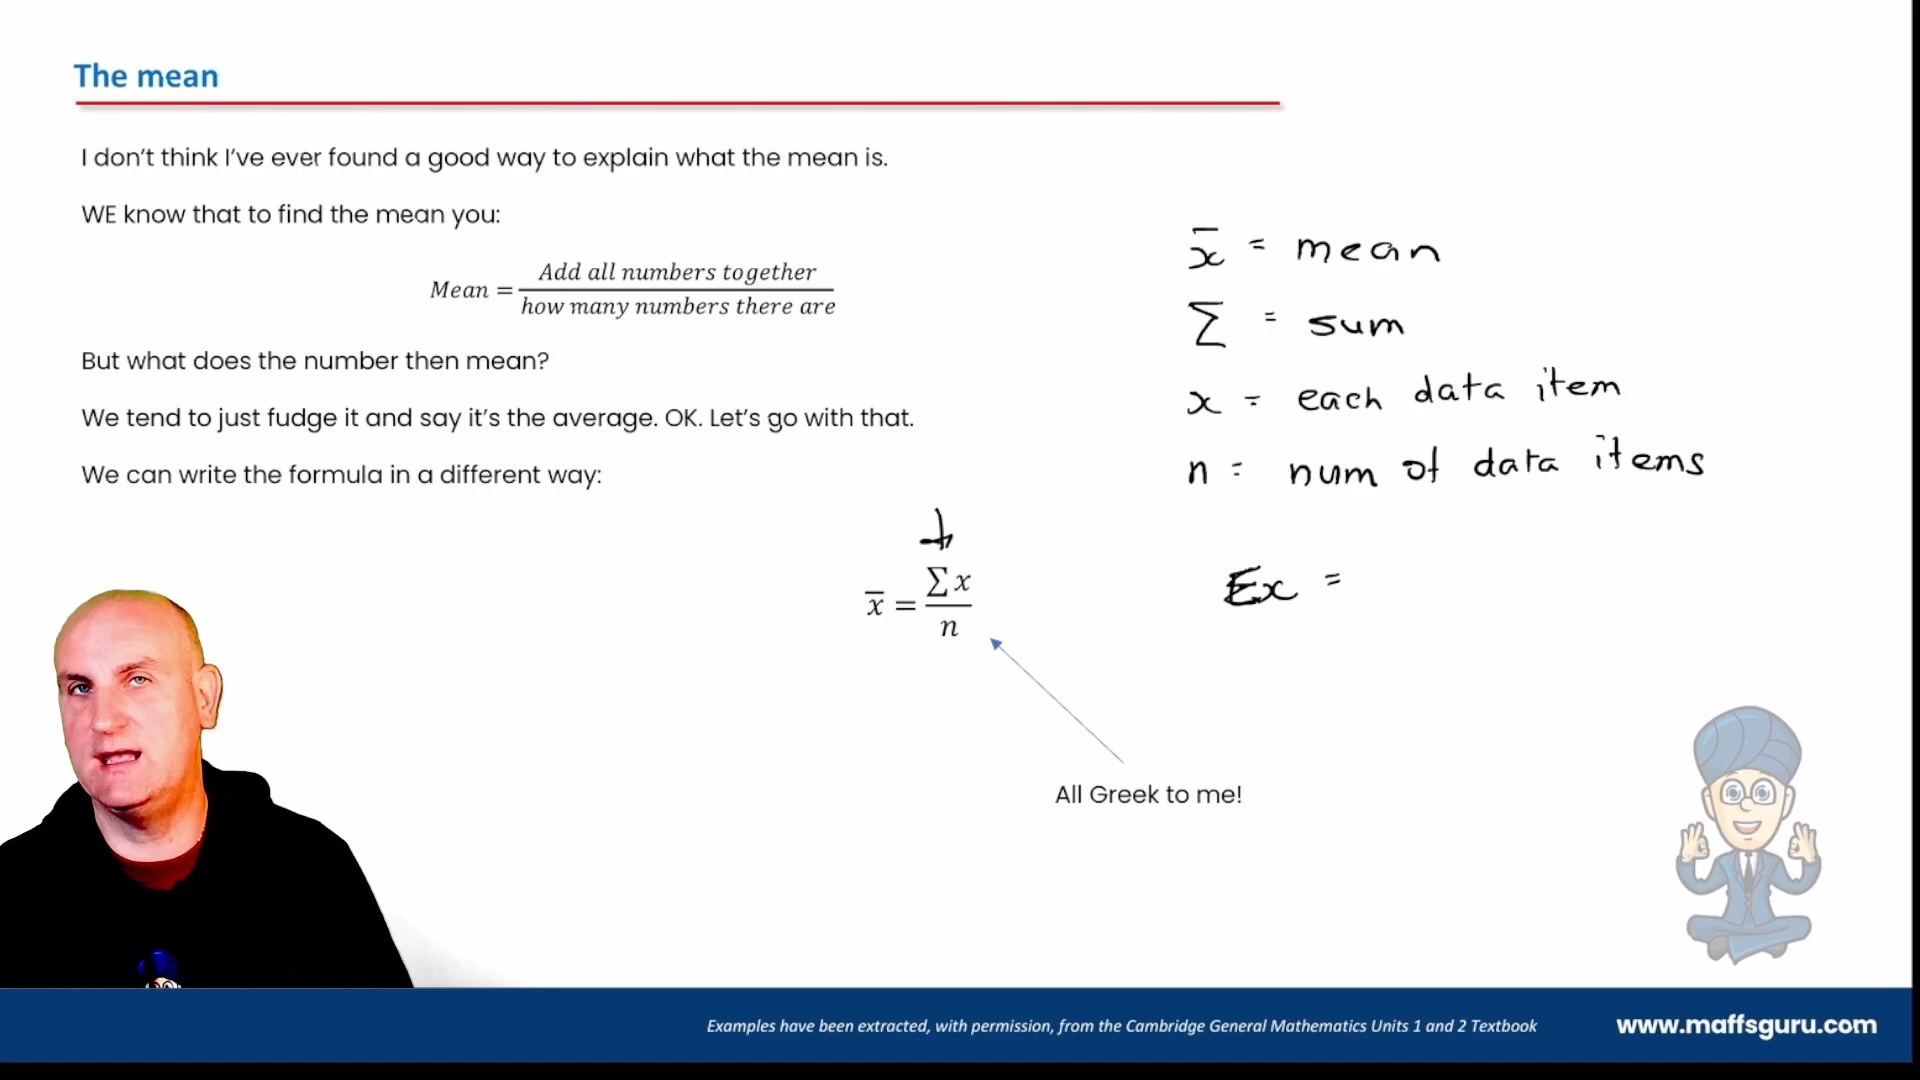 The mean
I don't think I've ever found a good way to explain what the mean is.
WE know that to find the mean you:
Mean = Add all numbers together / how many numbers there are
But what does the number then mean?
We tend to just fudge it and say it's the average. OK. Let's go with that.
We can write the formula in a different way:
x̄ = ∑x / n
All Greek to me!
x̄ = mean
∑ = sum
x = each data item
n = num of data items
Ex =
Examples have been extracted, with permission, from the Cambridge General Mathematics Units 1 and 2 Textbook
www.maffsguru.com